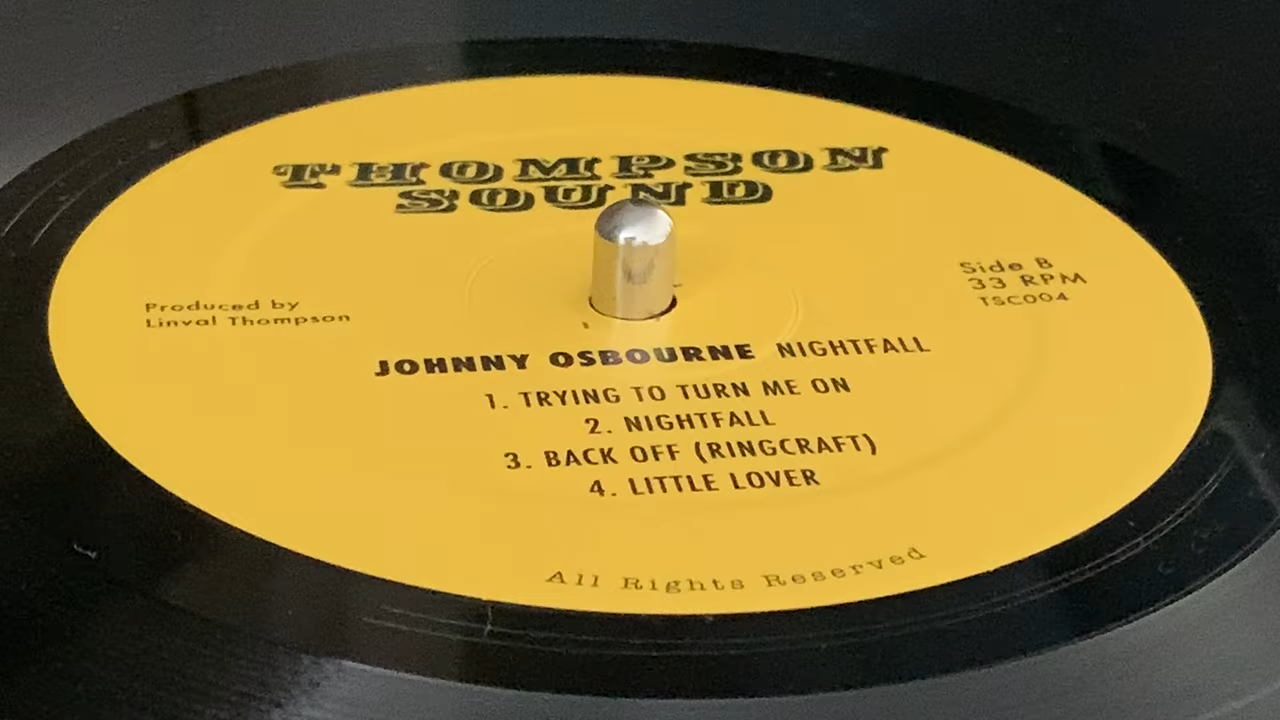 THOMPSON
SOUND
Produced by
Linval Thompson
Side B
33 RPM
TSC004
JOHNNY OSBOURNE NIGHTFALL
1. TRYING TO TURN ME ON
2. NIGHTFALL
3. BACK OFF (RINGCRAFT)
4. LITTLE LOVER
All Rights Reserved